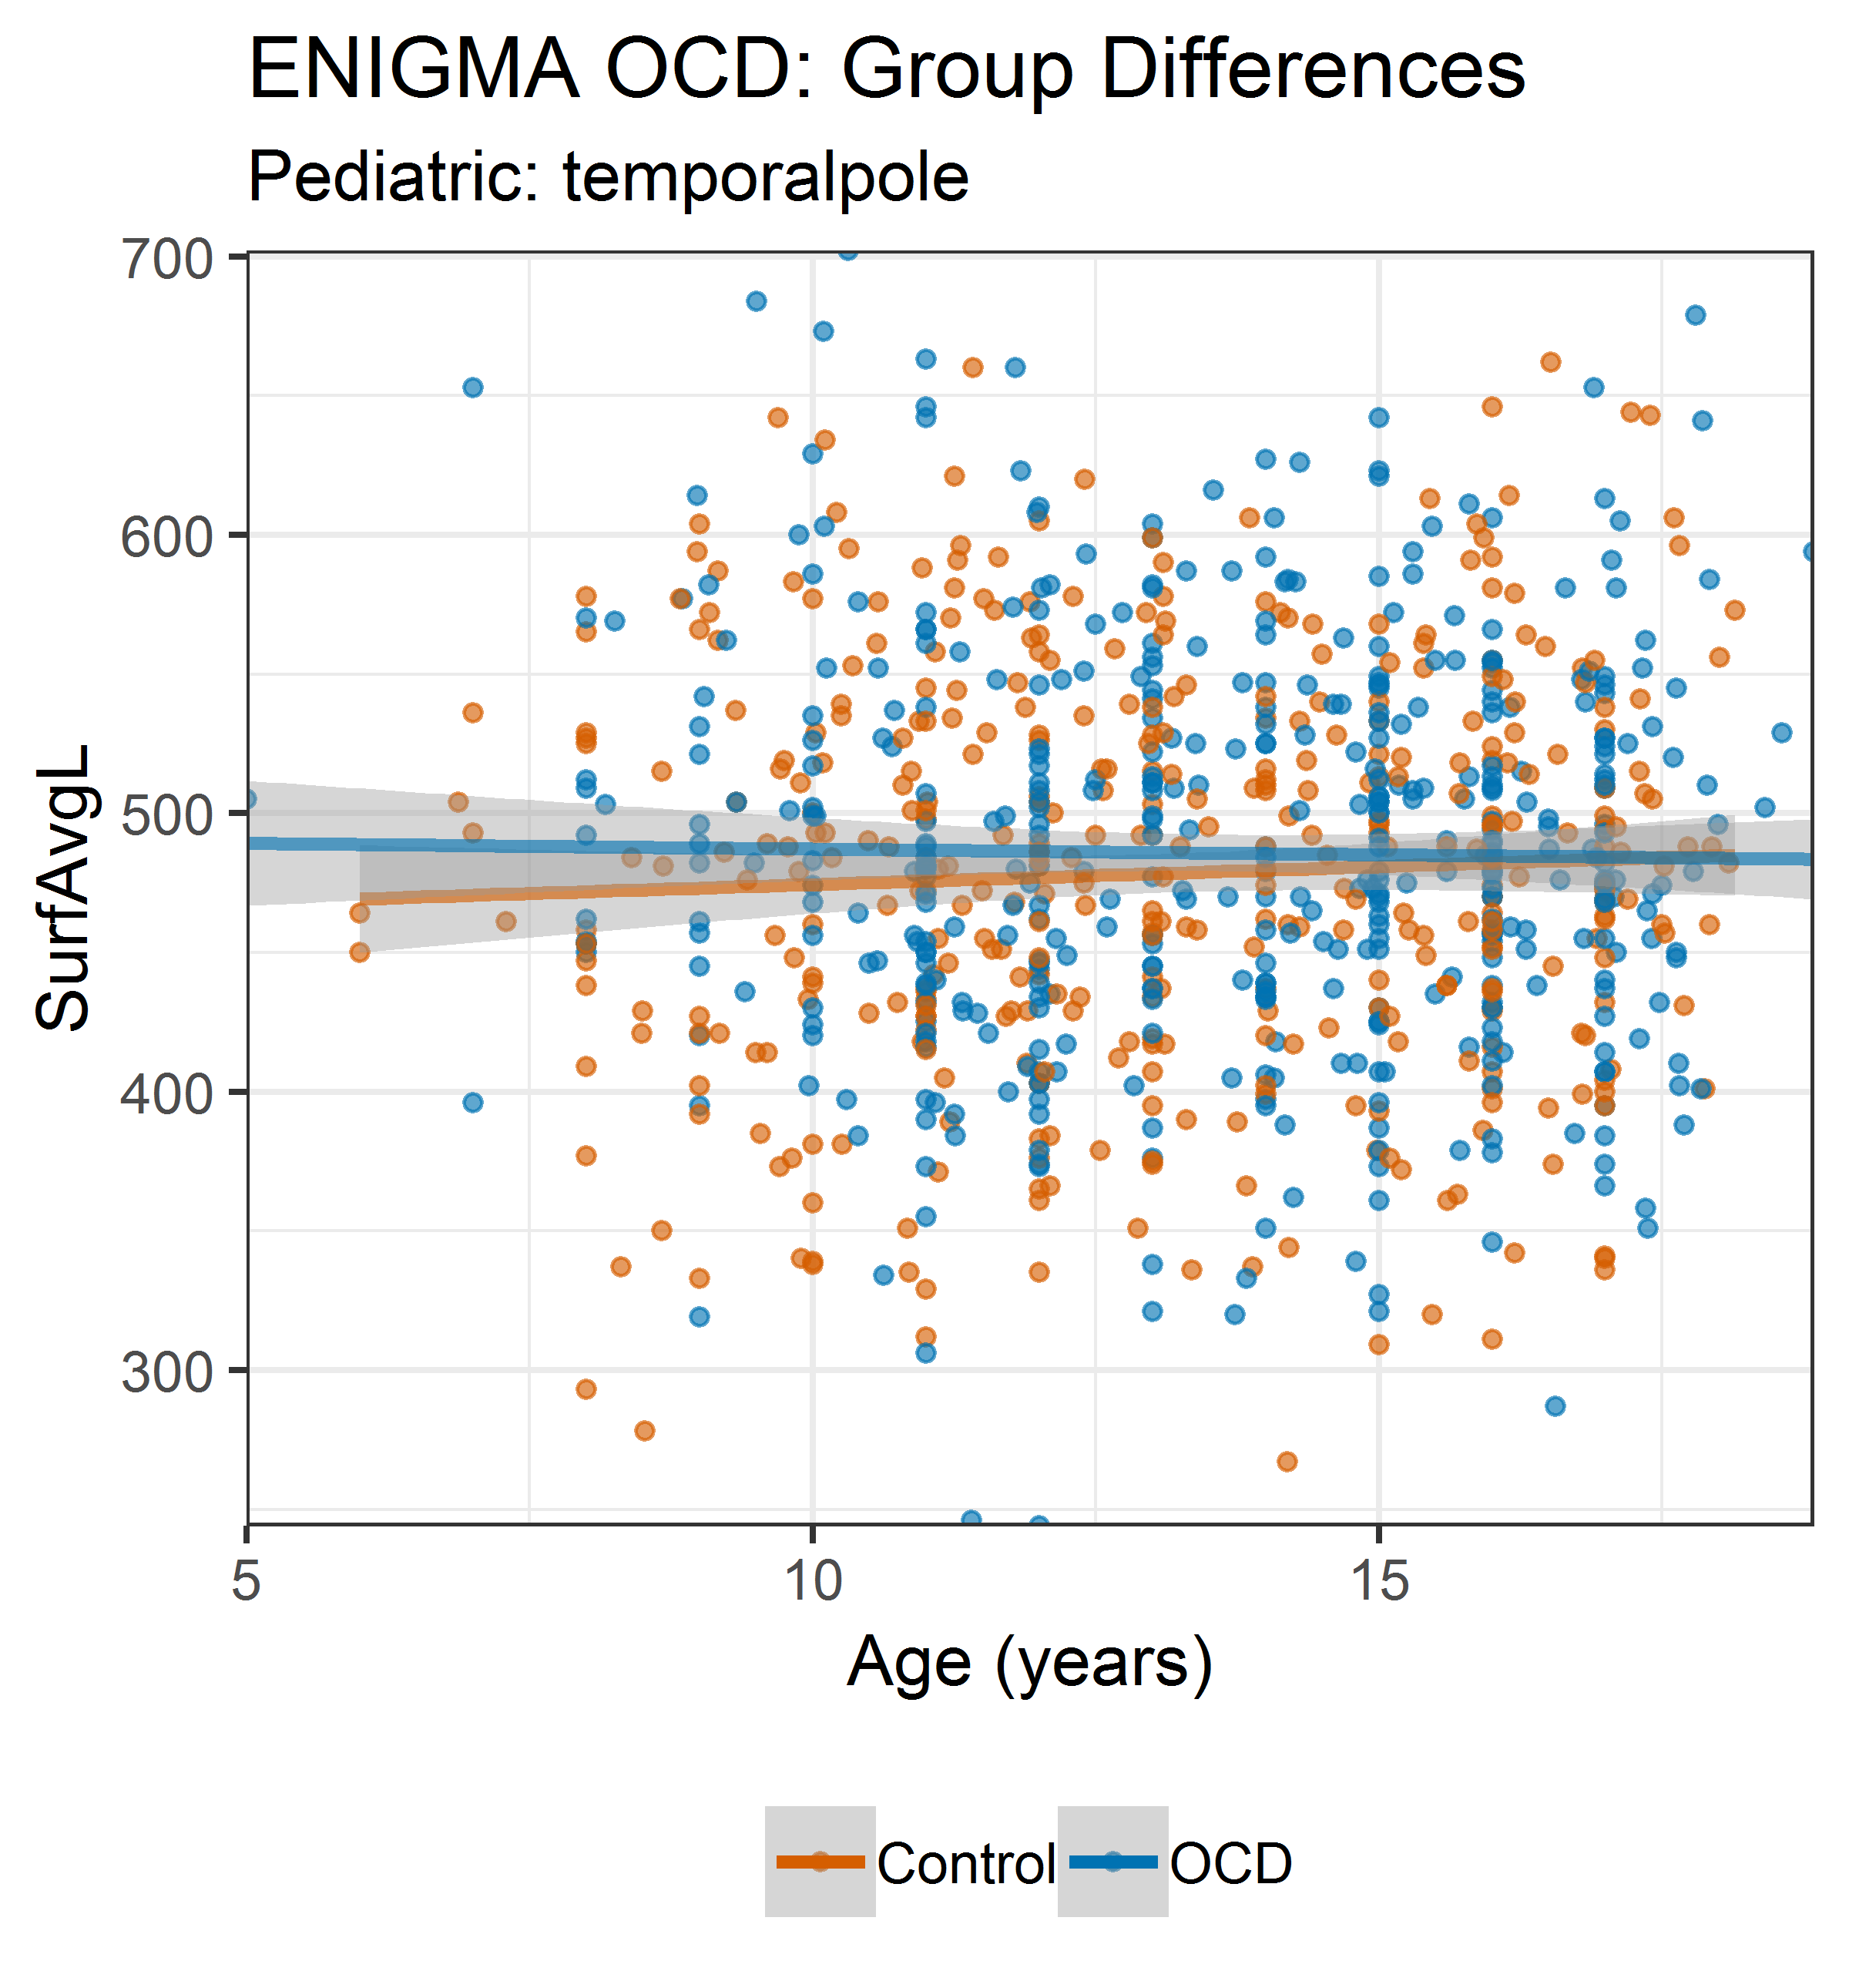 ENIGMA OCD: Group Differences
Pediatric: temporalpole
700
600
500
400
300
SurfAvgL
5 10 15
Age (years)
Control OCD